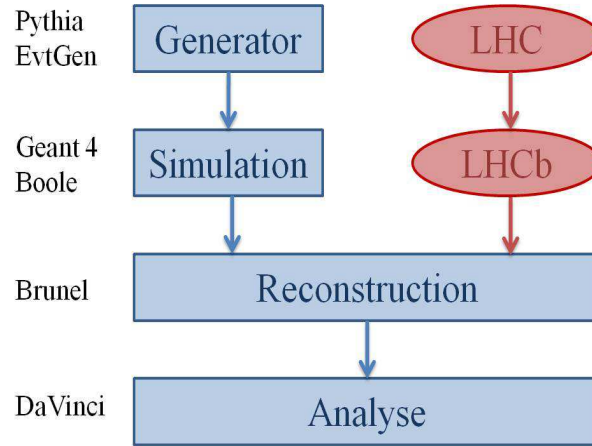 Pythia
EvtGen
Generator
LHC
Geant 4
Boole
Simulation
LHCb
Brunel
Reconstruction
DaVinci
Analyse